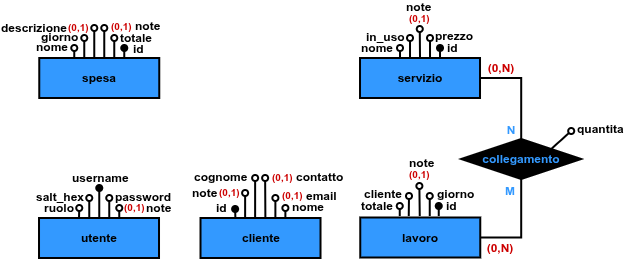 descrizione (0,1) (0,1) note
giorno totale
nome id
spesa
note
(0,1)
in_uso prezzo
nome id
servizio
(0,N)
N
quantita
collegamento
M
(0,N)
username
salt_hex password
ruolo (0,1) note
utente
cognome (0,1) contatto
note (0,1) (0,1) email
id nome
cliente
note
(0,1)
cliente giorno
totale id
lavoro